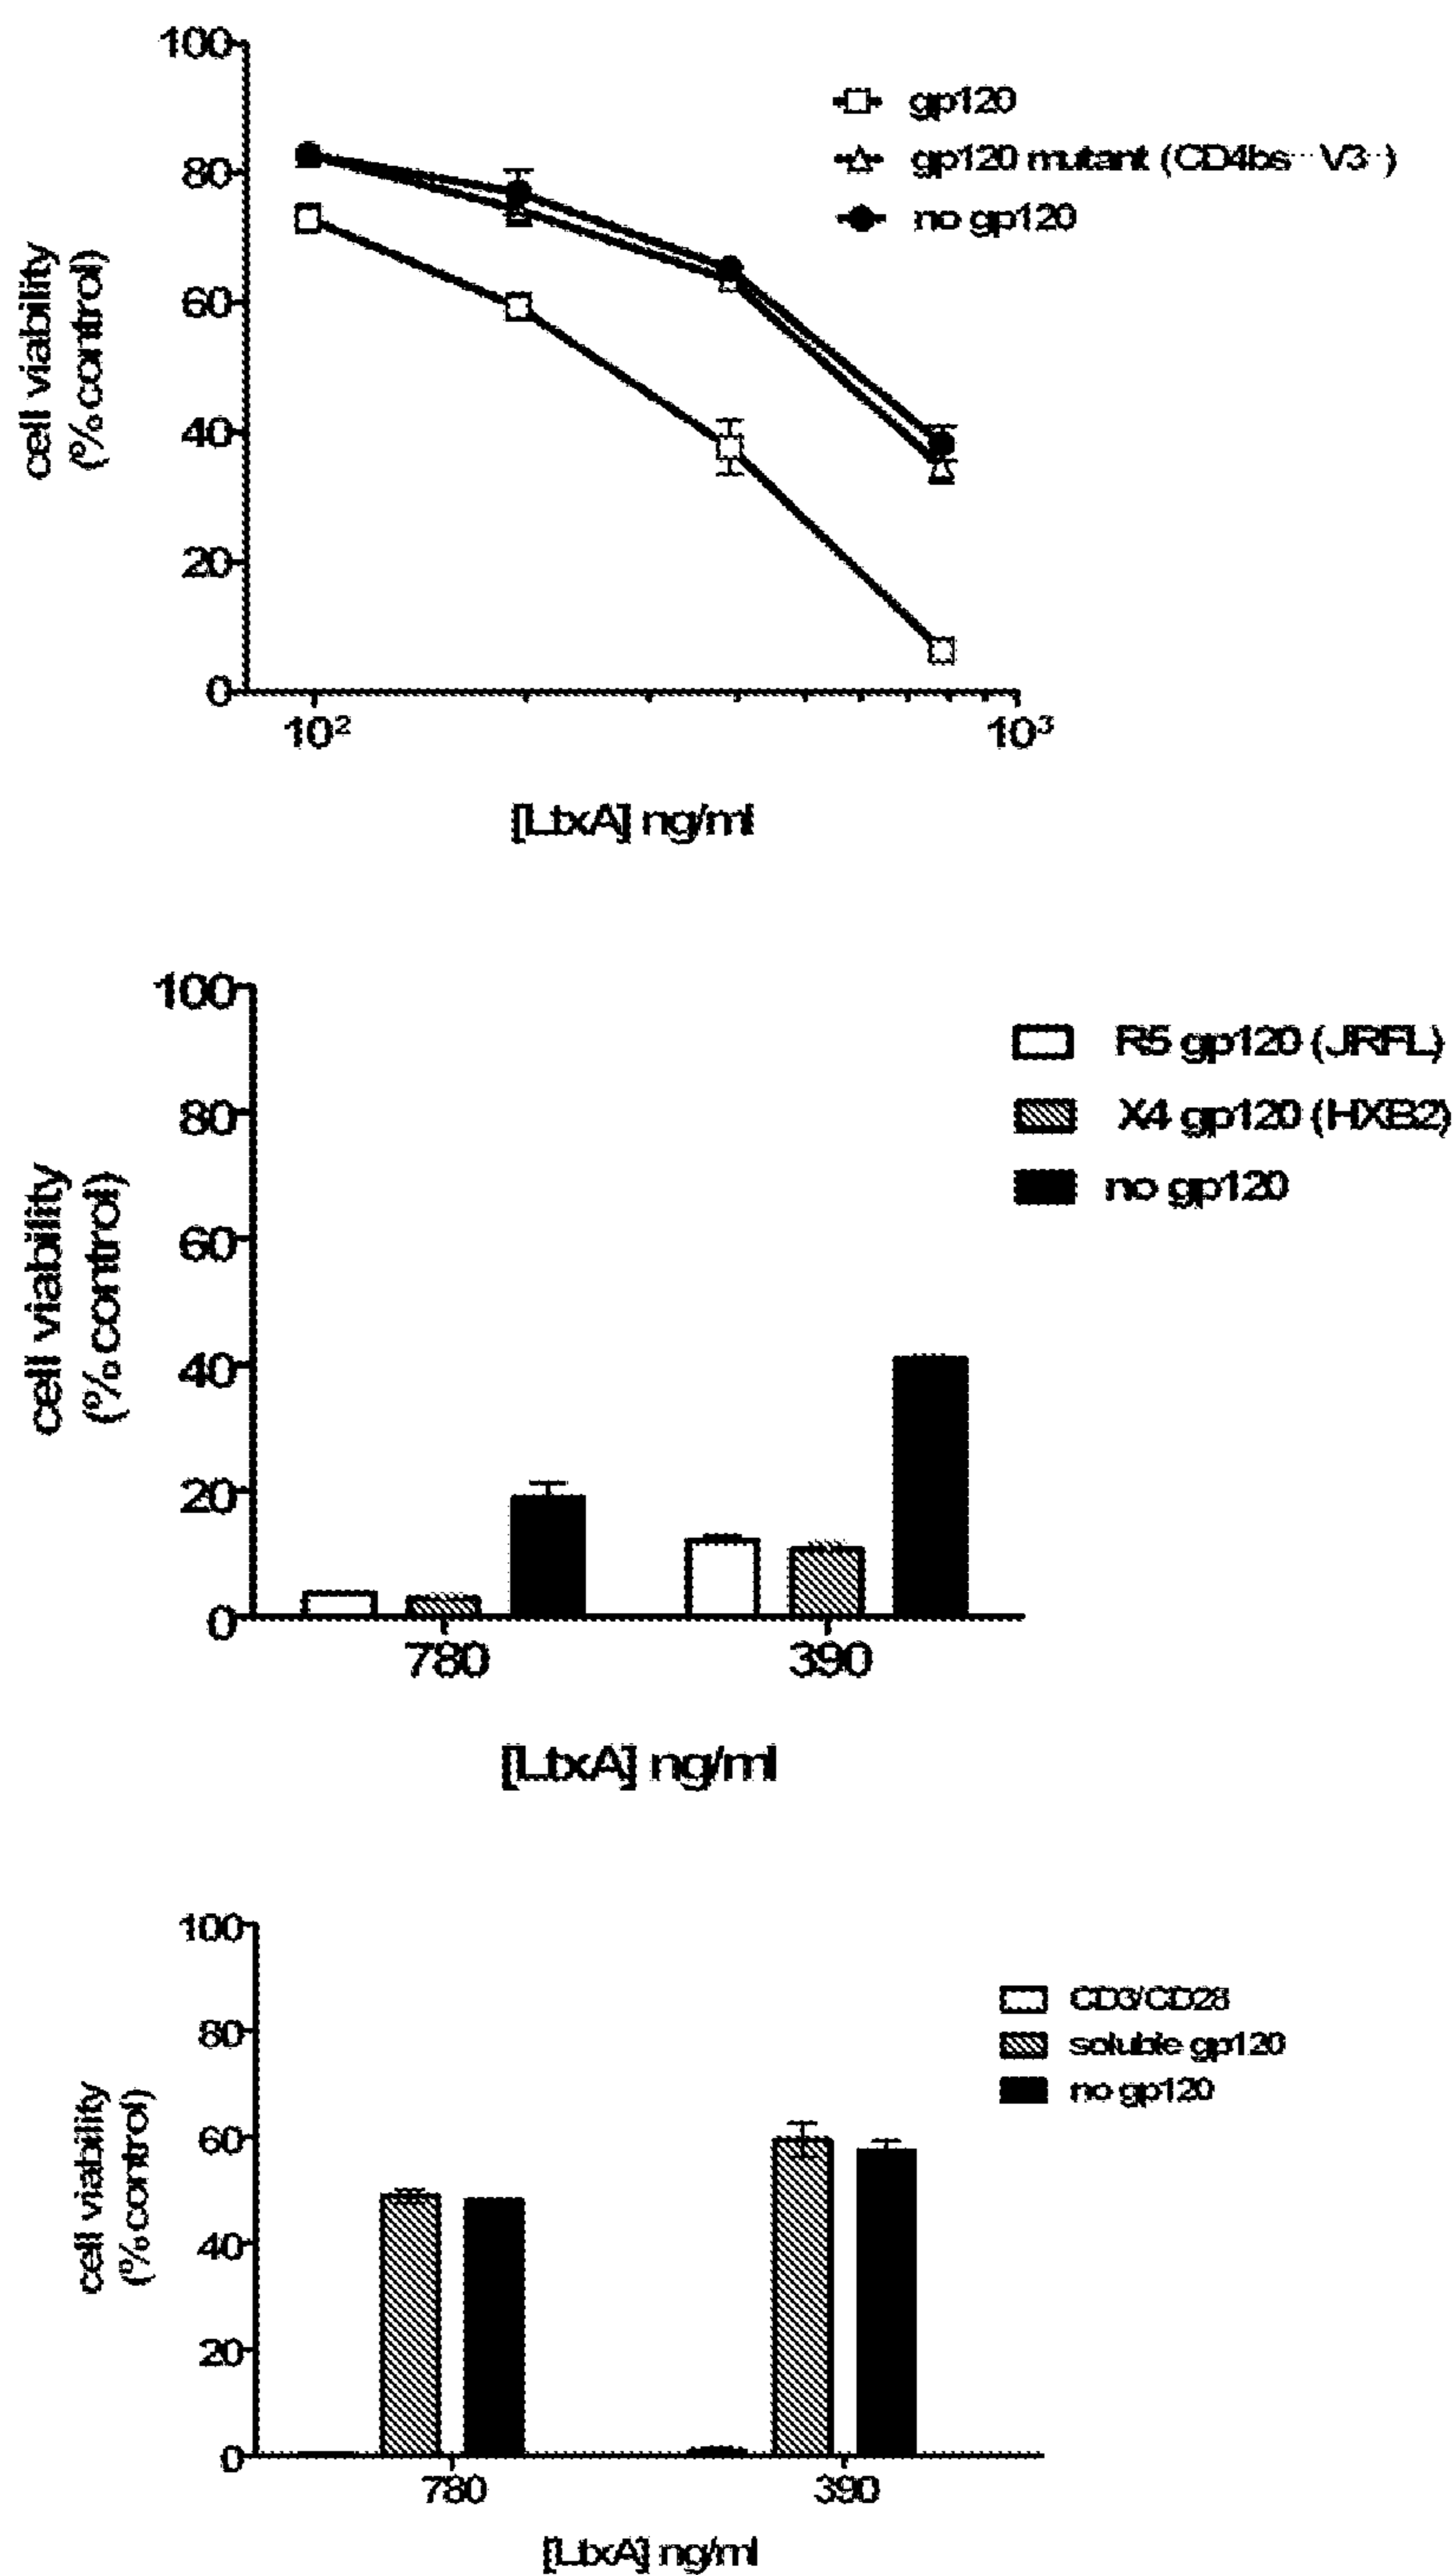 100
80
60
40
20
0
cell viability
(% control)
gp120
gp120 mutant (CD4bs⁻ V3⁻)
no gp120
10²
10³
[LtxA] ng/ml
100
80
60
40
20
0
cell viability
(% control)
R5 gp120 (JRFL)
X4 gp120 (HXB2)
no gp120
780
390
[LtxA] ng/ml
100
80
60
40
20
0
cell viability
(% control)
CD3/CD28
soluble gp120
no gp120
780
390
[LtxA] ng/ml